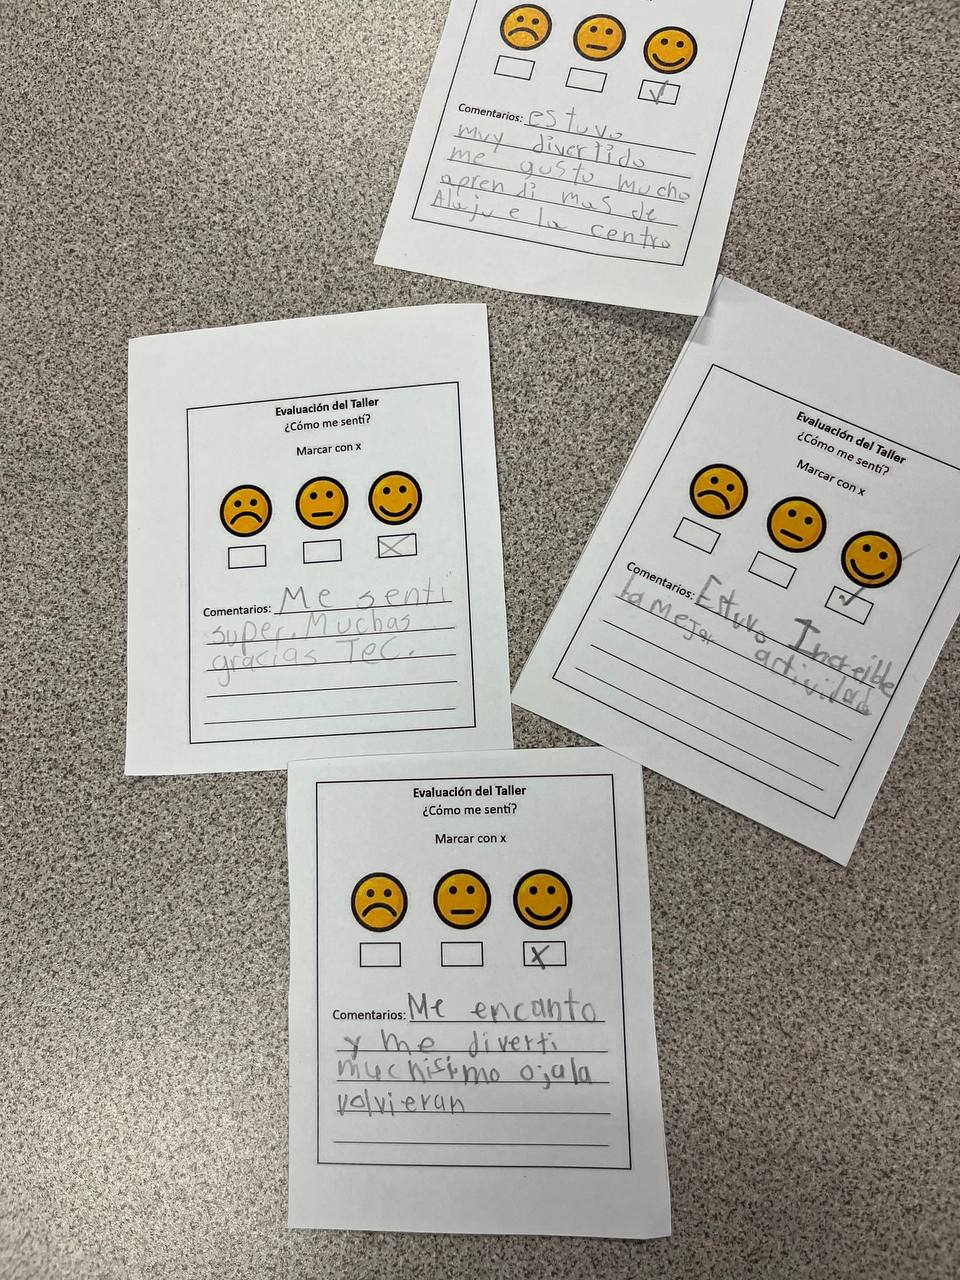 Comentarios: estuvo
muy divertido
me gusto mucho
aprendi mas de
la centro
Evaluación del Taller
¿Cómo me sentí?
Marcar con x
Comentarios: Me senti
super. Muchas
gracias TEC.
Evaluación del Taller
¿Cómo me sentí?
Marcar con x
Comentarios: Estuvo Increible
la mejor actividad
Evaluación del Taller
¿Cómo me sentí?
Marcar con x
Comentarios: Me encanto
y me diverti
muchisimo ojala
volvieran